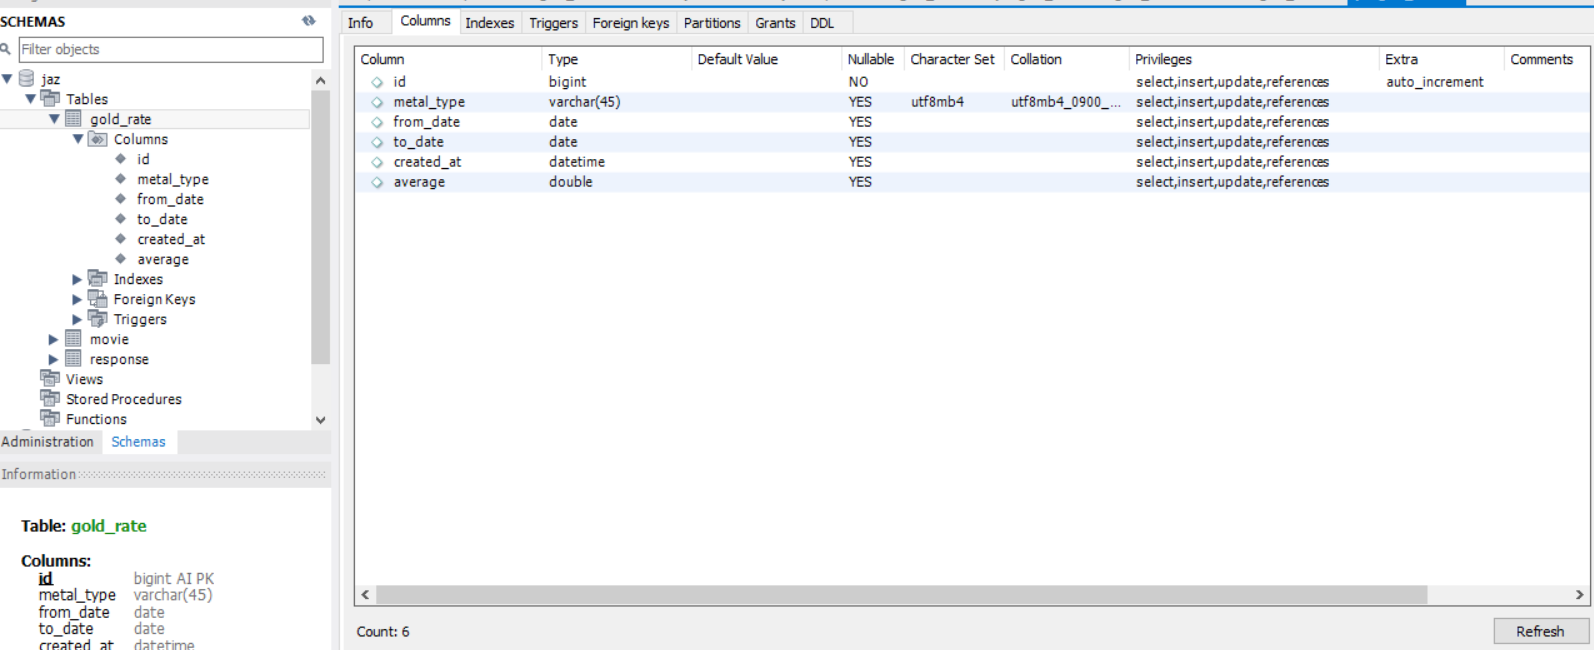 SCHEMAS
Filter objects
jaz
Tables
gold_rate
Columns
id
metal_type
from_date
to_date
created_at
average
Indexes
Foreign Keys
Triggers
movie
response
Views
Stored Procedures
Functions
Administration Schemas
Information
Table: gold_rate
Columns:
id bigint AI PK
metal_type varchar(45)
from_date date
to_date date
created_at datetime
Info Columns Indexes Triggers Foreign keys Partitions Grants DDL
Column Type Default Value Nullable Character Set Collation Privileges Extra Comments
id bigint NO select,insert,update,references auto_increment
metal_type varchar(45) YES utf8mb4 utf8mb4_0900_... select,insert,update,references
from_date date YES select,insert,update,references
to_date date YES select,insert,update,references
created_at datetime YES select,insert,update,references
average double YES select,insert,update,references
Count: 6
Refresh